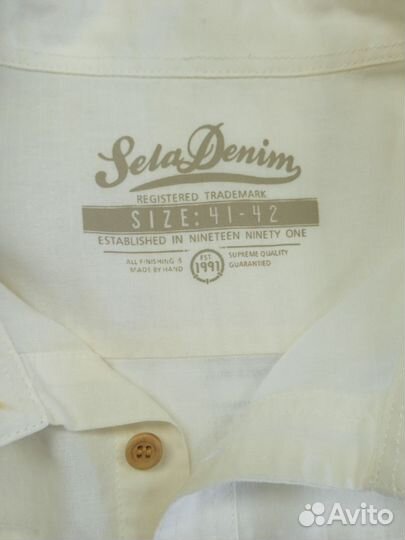 Sela Denim
REGISTERED TRADEMARK
SIZE: 41-42
ESTABLISHED IN NINETEEN NINETY ONE
ALL FINISHING IS
MADE BY HAND
EST.
1991
SUPREME QUALITY
GUARANTIED
Avito